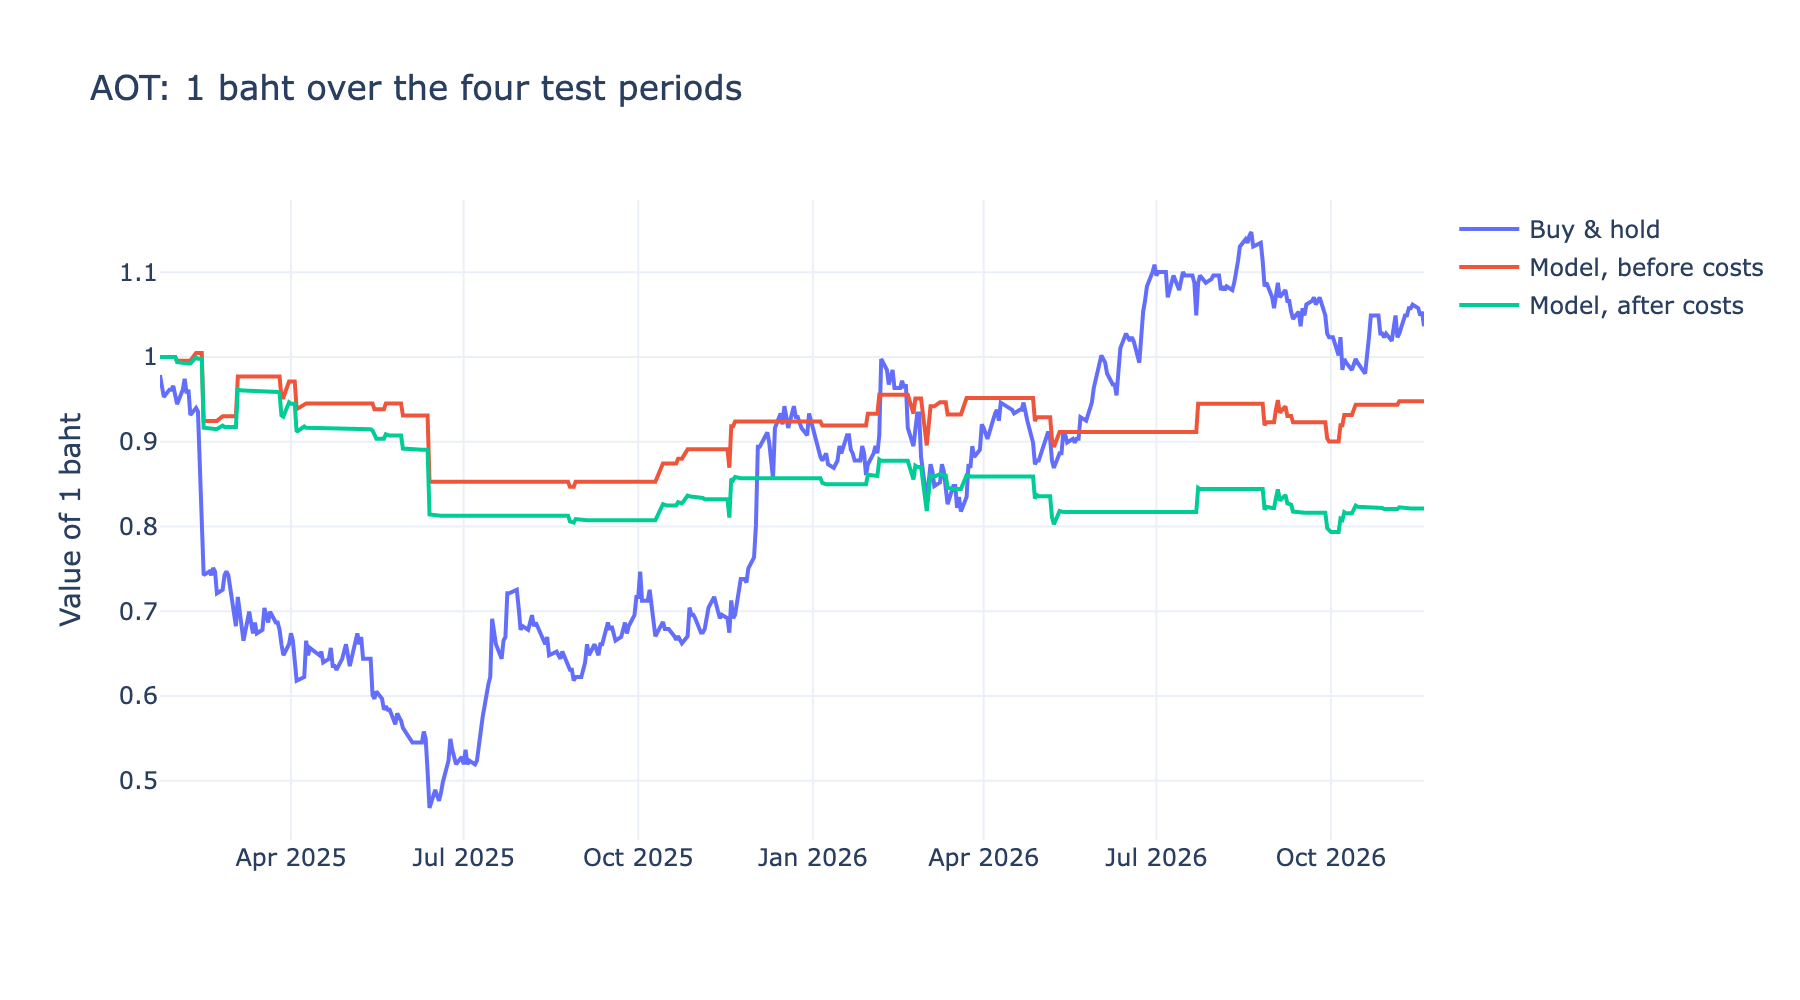 AOT: 1 baht over the four test periods
Buy & hold
Model, before costs
Model, after costs
Value of 1 baht
1.1
1
0.9
0.8
0.7
0.6
0.5
Apr 2025
Jul 2025
Oct 2025
Jan 2026
Apr 2026
Jul 2026
Oct 2026